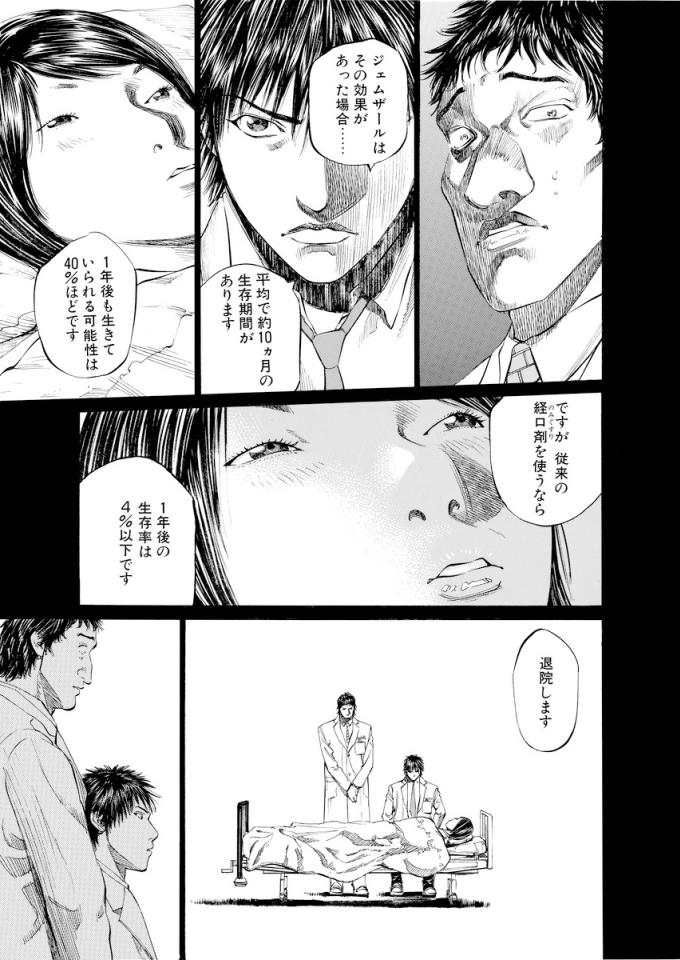 ジェムザールは
その効果が
あった場合……
平均で約10ヵ月の
生存期間が
あります
1年後も生きて
いられる可能性は
40％ほどです
ですが 従来の
のみぐすり
経口剤を使うなら
1年後の
生存率は
4％以下です
退院します